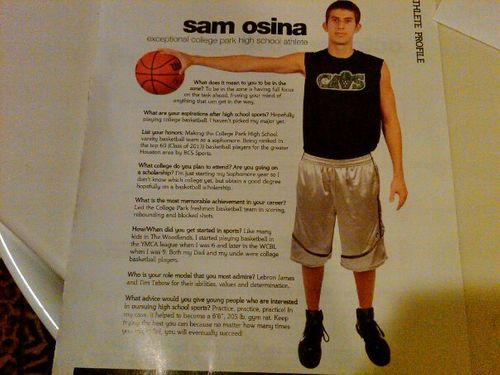 sam osina
exceptional college park high school athlete
ATHLETE PROFILE
What does it mean to you to be in the
zone? To be in the zone is having full focus
on the task ahead, freeing your mind of
anything that can get in the way.
What are your aspirations after high school sports? Hopefully
playing college basketball. I haven't picked my major yet.
List your honors: Making the College Park High School
varsity basketball team as a sophomore. Being ranked in
the top 60 (Class of 2013) basketball players for the greater
Houston area by RCS Sports.
What college do you plan to attend? Are you going on
a scholarship? I'm just starting my Sophomore year so I
don't know which college yet, but obtain a good degree
hopefully on a basketball scholarship.
What is the most memorable achievement in your career?
Led the College Park freshmen basketball team in scoring,
rebounding and blocked shots.
How/When did you get started in sports? Like many
kids in The Woodlands, I started playing basketball in
the YMCA league when I was 6 and later in the WCBL
when I was 9. Both my Dad and my uncle were college
basketball players.
Who is your role model that you most admire? Lebron James
and Tim Tebow for their abilities, values and determination.
What advice would you give young people who are interested
in pursuing high school sports? Practice, practice, practice! In
my case, it helped to become a 6'6", 205 lb. gym rat. Keep
trying the best you can because no matter how many times
you fail, you will eventually succeed!